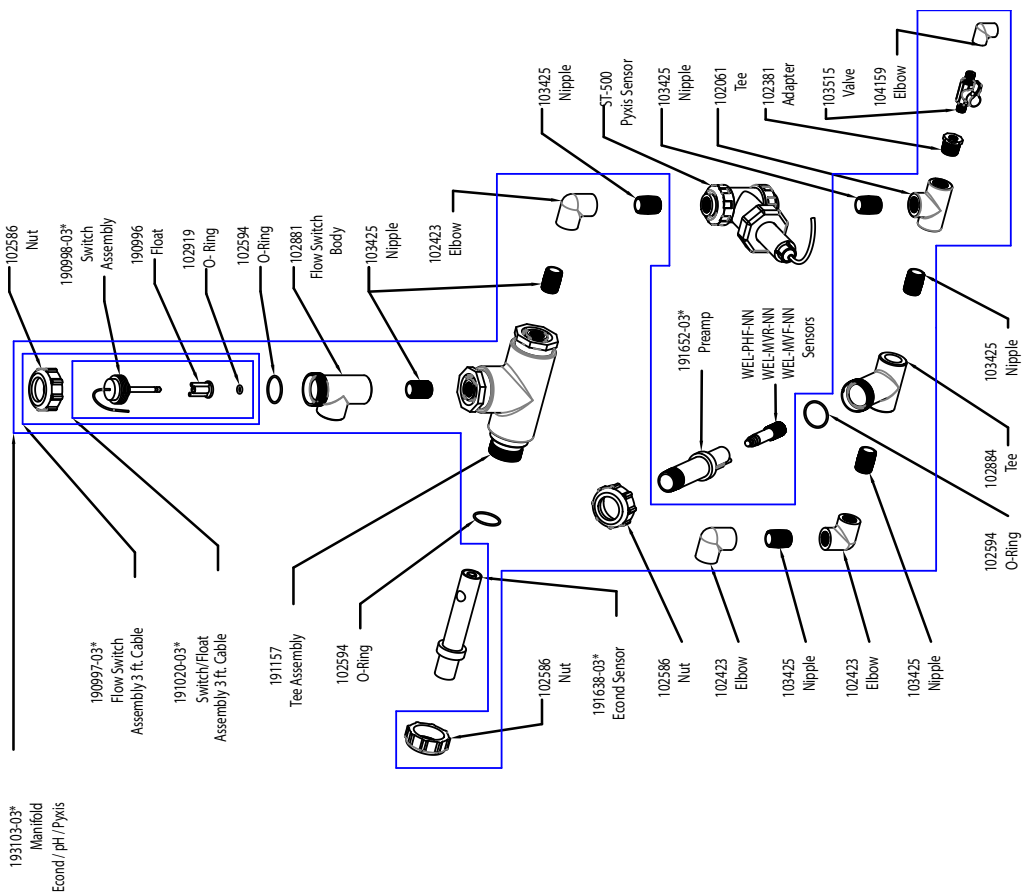 193103-03*
Manifold
Econd / pH / Pyxis
190997-03*
Flow Switch
Assembly 3 ft. Cable
191020-03*
Switch/Float
Assembly 3 ft. Cable
191157
Tee Assembly
102594
O-Ring
102586
Nut
191638-03*
Econd Sensor
102586
Nut
102423
Elbow
103425
Nipple
102423
Elbow
103425
Nipple
102594
O-Ring
102884
Tee
103425
Nipple
102586
Nut
190998-03*
Switch
Assembly
190996
Float
102919
O- Ring
102594
O-Ring
102881
Flow Switch
Body
103425
Nipple
102423
Elbow
191652-03*
Preamp
WEL-PHF-NN
WEL-MVR-NN
WEL-MVF-NN
Sensors
103425
Nipple
ST-500
Pyxis Sensor
103425
Nipple
102061
Tee
102381
Adapter
103515
Valve
104159
Elbow